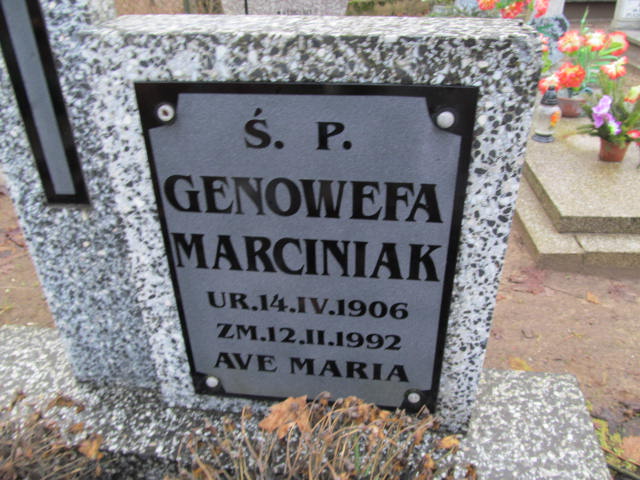 Ś. P.
GENOWEFA
MARCINIAK
UR.14.IV.1906
ZM.12.II.1992
AVE MARIA